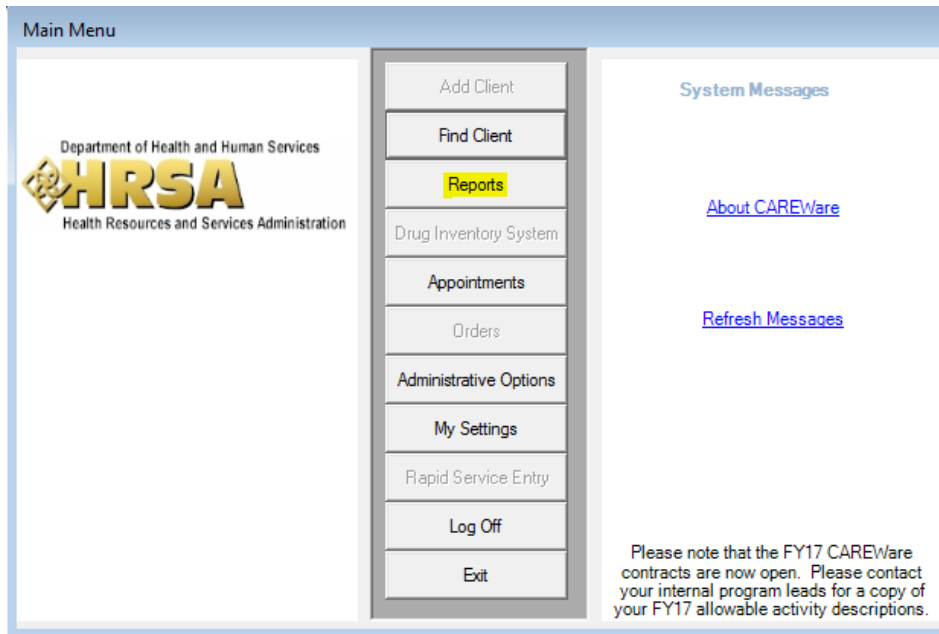 Main Menu
Department of Health and Human Services
HRSA
Health Resources and Services Administration
Add Client
Find Client
Reports
Drug Inventory System
Appointments
Orders
Administrative Options
My Settings
Rapid Service Entry
Log Off
Exit
System Messages
About CAREWare
Refresh Messages
Please note that the FY17 CAREWare
contracts are now open.  Please contact
your internal program leads for a copy of
your FY17 allowable activity descriptions.